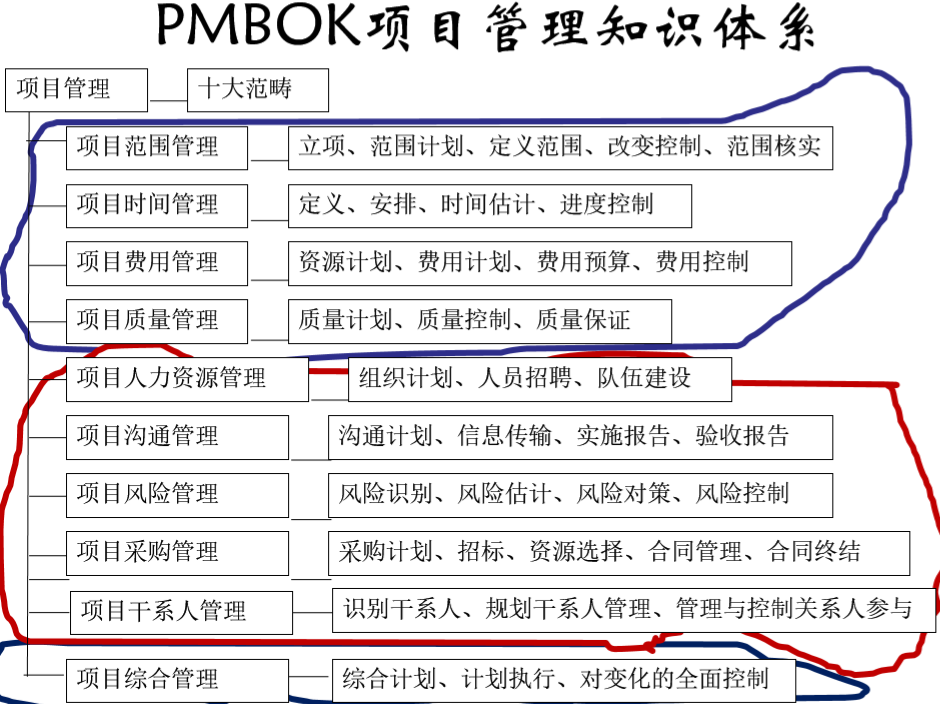 PMBOK项目管理知识体系
项目管理 十大范畴
项目范围管理 立项、范围计划、定义范围、改变控制、范围核实
项目时间管理 定义、安排、时间估计、进度控制
项目费用管理 资源计划、费用计划、费用预算、费用控制
项目质量管理 质量计划、质量控制、质量保证
项目人力资源管理 组织计划、人员招聘、队伍建设
项目沟通管理 沟通计划、信息传输、实施报告、验收报告
项目风险管理 风险识别、风险估计、风险对策、风险控制
项目采购管理 采购计划、招标、资源选择、合同管理、合同终结
项目干系人管理 识别干系人、规划干系人管理、管理与控制关系人参与
项目综合管理 综合计划、计划执行、对变化的全面控制